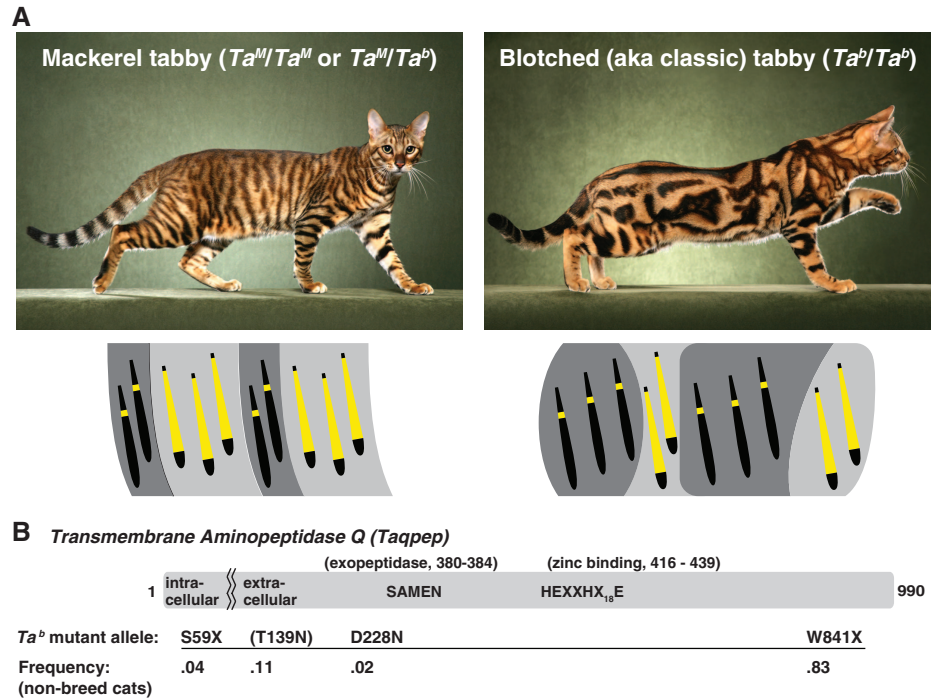 A
Mackerel tabby (Taᴹ/Taᴹ or Taᴹ/Taᵇ)
Blotched (aka classic) tabby (Taᵇ/Taᵇ)
B Transmembrane Aminopeptidase Q (Taqpep)
(exopeptidase, 380-384) (zinc binding, 416 - 439)
1 intra- extra- SAMEN HEXXHX₁₈E 990
cellular cellular
Taᵇ mutant allele: S59X (T139N) D228N W841X
Frequency: .04 .11 .02 .83
(non-breed cats)